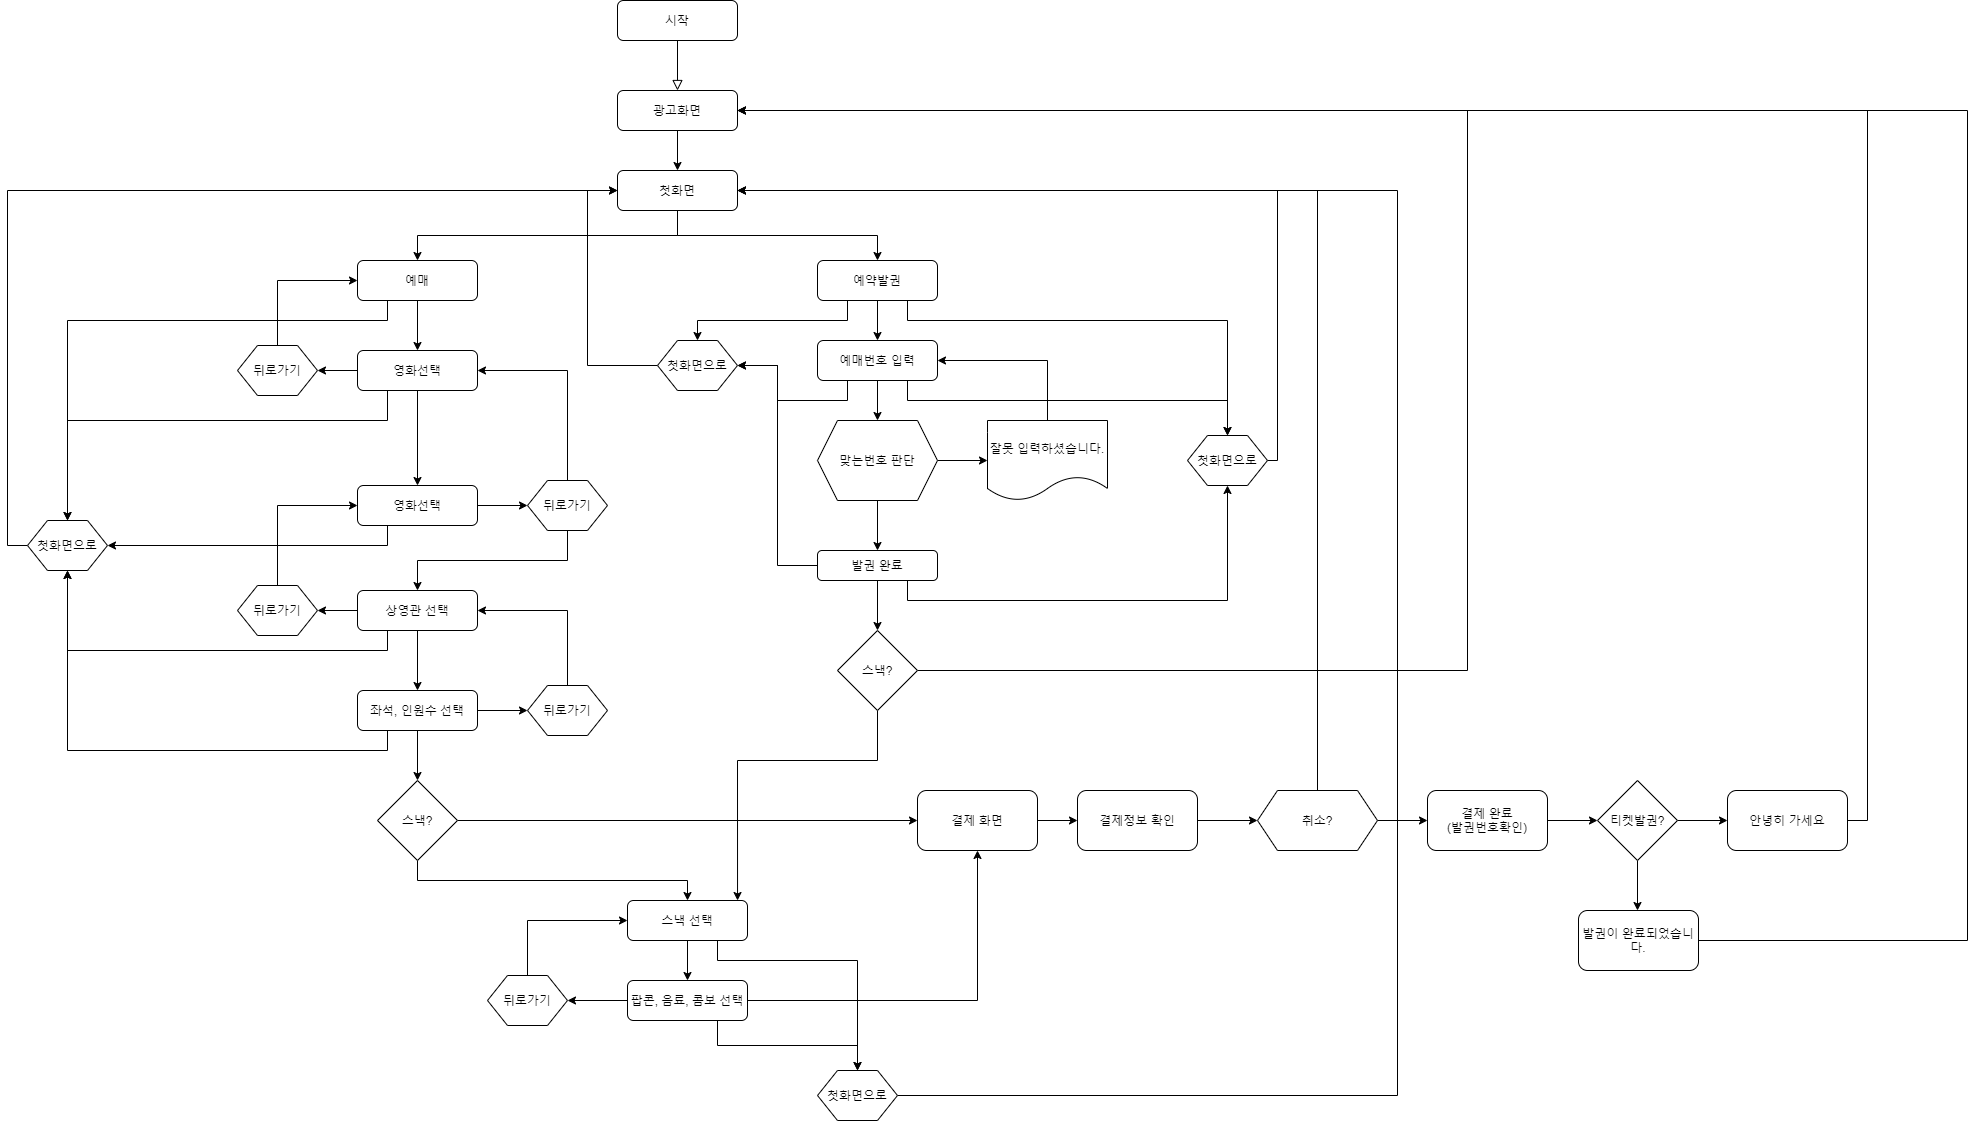 시작
광고화면
첫화면
예매
예약발권
뒤로가기
영화선택
첫화면으로
예매번호 입력
맞는번호 판단
잘못 입력하셨습니다.
첫화면으로
첫화면으로
영화선택
뒤로가기
발권 완료
뒤로가기
상영관 선택
스낵?
좌석, 인원수 선택
뒤로가기
스낵?
결제 화면
결제정보 확인
취소?
결제 완료
(발권번호확인)
티켓발권?
안녕히 가세요
스낵 선택
발권이 완료되었습니
다.
뒤로가기
팝콘, 음료, 콤보 선택
첫화면으로